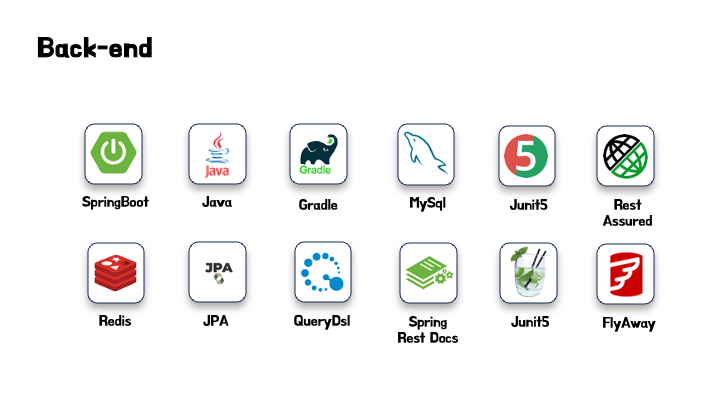 Back-end
Java
Gradle
5
SpringBoot
Java
Gradle
MySql
Junit5
Rest
Assured
JPA
Redis
JPA
QueryDsl
Spring
Rest Docs
Junit5
FlyAway